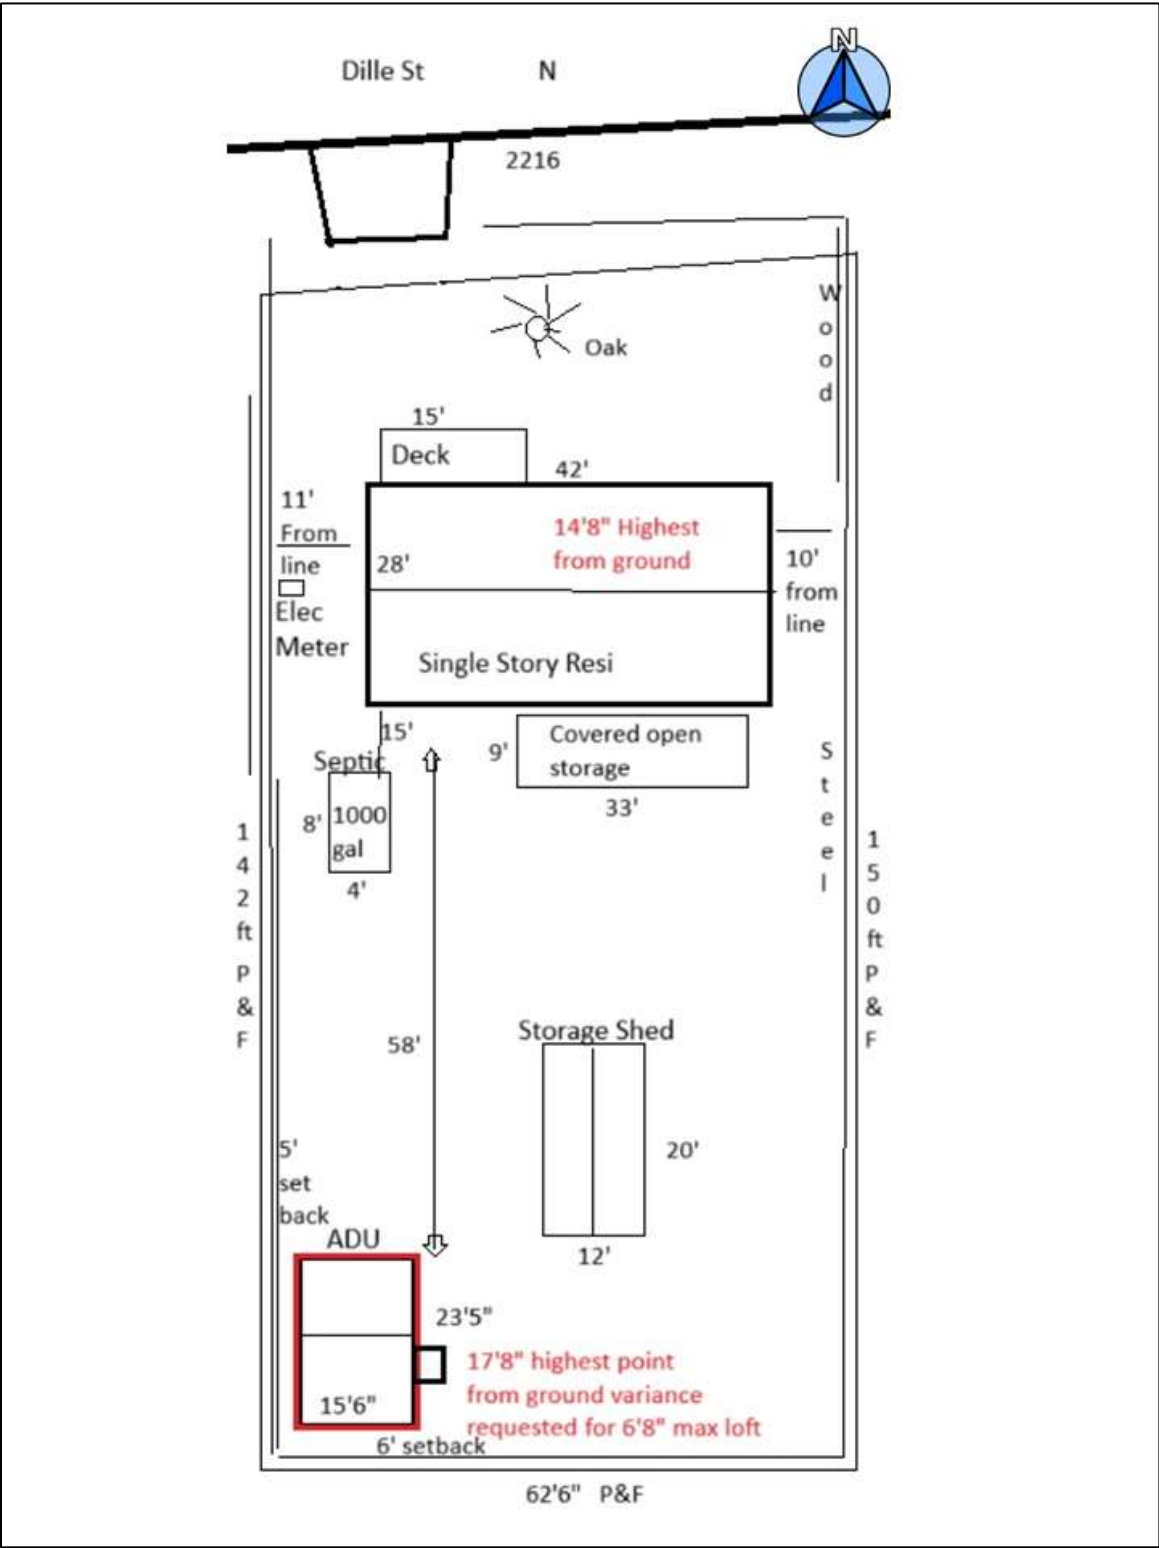 N
Dille St N
2216
W
o
o
d
Oak
15'
Deck
42'
11'
From
line
Elec
Meter
28'
14'8" Highest
from ground
10'
from
line
Single Story Resi
15'
Septic
8'
1000
gal
4'
9'
Covered open
storage
33'
S
t
e
e
l
1
4
2
ft
P
&
F
1
5
0
ft
P
&
F
58'
Storage Shed
20'
12'
5'
set
back
ADU
23'5"
15'6"
17'8" highest point
from ground variance
requested for 6'8" max loft
6' setback
62'6" P&F